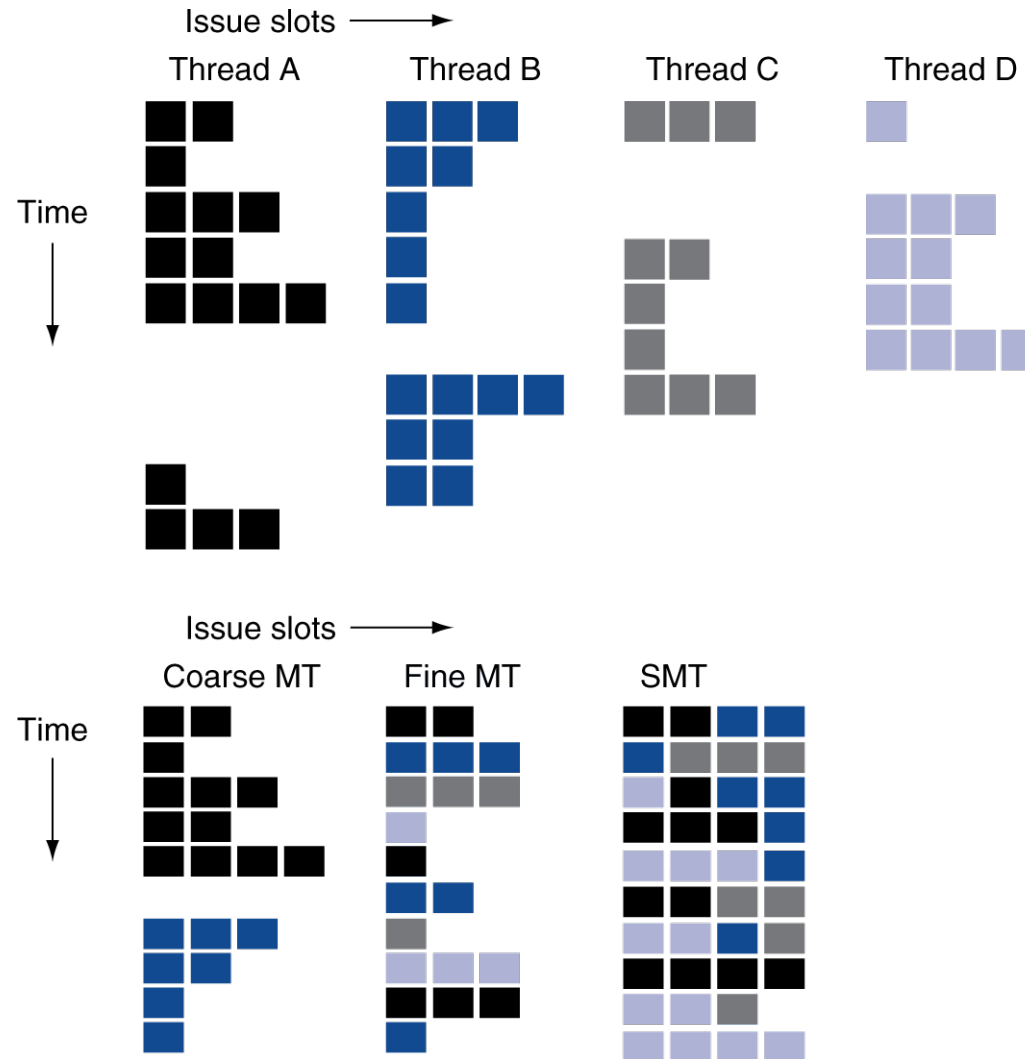 Issue slots
Thread A Thread B Thread C Thread D
Time
Issue slots
Coarse MT Fine MT SMT
Time